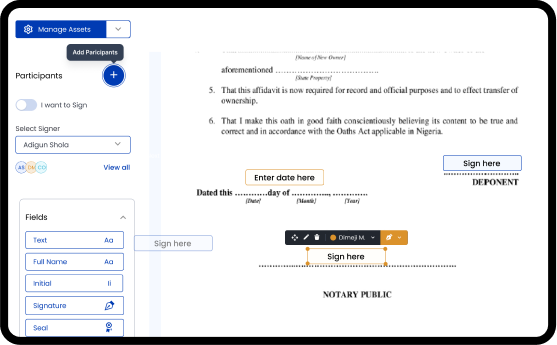 Manage Assets
Add Paricipants
Participants
I want to Sign
Select Signer
Adigun Shola
AS DM CO
View all
Fields
Text Aa
Full Name Aa
Initial Ii
Signature
Seal
Sign here
[Name of New Owner]
aforementioned ........................................
[State Property]
5. That this affidavit is now required for record and official purposes and to effect transfer of
ownership.
6. That I make this oath in good faith conscientiously believing its content to be true and
correct and in accordance with the Oaths Act applicable in Nigeria.
Sign here
DEPONENT
Enter date here
Dated this ............day of ............., .............
[Date] [Month] [Year]
Dimeji M.
Sign here
NOTARY PUBLIC